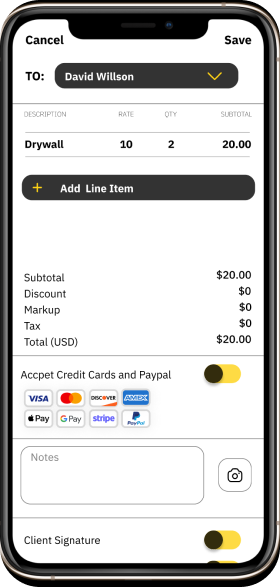 Cancel Save
TO: David Willson
DESCRIPTION RATE QTY SUBTOTAL
Drywall 10 2 20.00
+ Add Line Item
Subtotal $20.00
Discount $0
Markup $0
Tax $0
Total (USD) $20.00
Accpet Credit Cards and Paypal
VISA DISCOVER AMEX
Pay G Pay stripe PayPal
Notes
Client Signature